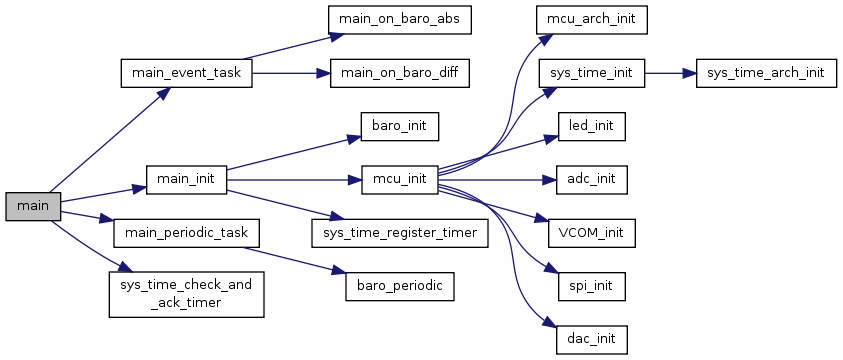 main
main_event_task
main_on_baro_abs
main_on_baro_diff
main_init
baro_init
mcu_init
mcu_arch_init
sys_time_init
sys_time_arch_init
led_init
adc_init
VCOM_init
spi_init
dac_init
sys_time_register_timer
main_periodic_task
baro_periodic
sys_time_check_and
_ack_timer